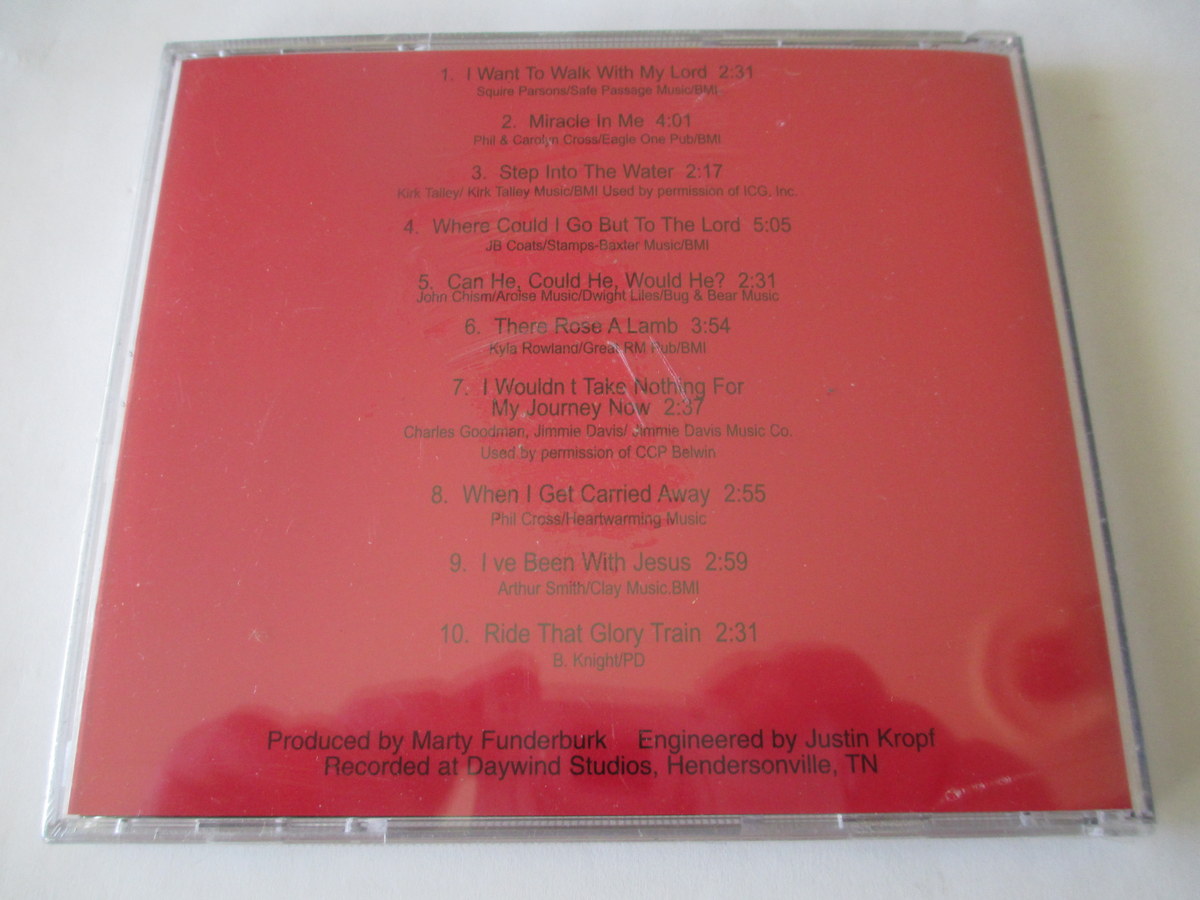 1. I Want To Walk With My Lord 2:31
Squire Parsons/Safe Passage Music/BMI
2. Miracle In Me 4:01
Phil & Carolyn Cross/Eagle One Pub/BMI
3. Step Into The Water 2:17
Kirk Talley/ Kirk Talley Music/BMI Used by permission of ICG, Inc.
4. Where Could I Go But To The Lord 5:05
JB Coats/Stamps-Baxter Music/BMI
5. Can He, Could He, Would He? 2:31
John Chism/Aroise Music/Dwight Liles/Bug & Bear Music
6. There Rose A Lamb 3:54
Kyla Rowland/Great RM Pub/BMI
7. I Wouldn t Take Nothing For
My Journey Now 2:37
Charles Goodman, Jimmie Davis/ Jimmie Davis Music Co.
Used by permission of CCP Belwin
8. When I Get Carried Away 2:55
Phil Cross/Heartwarming Music
9. I ve Been With Jesus 2:59
Arthur Smith/Clay Music.BMI
10. Ride That Glory Train 2:31
B. Knight/PD
Produced by Marty Funderburk Engineered by Justin Kropf
Recorded at Daywind Studios, Hendersonville, TN